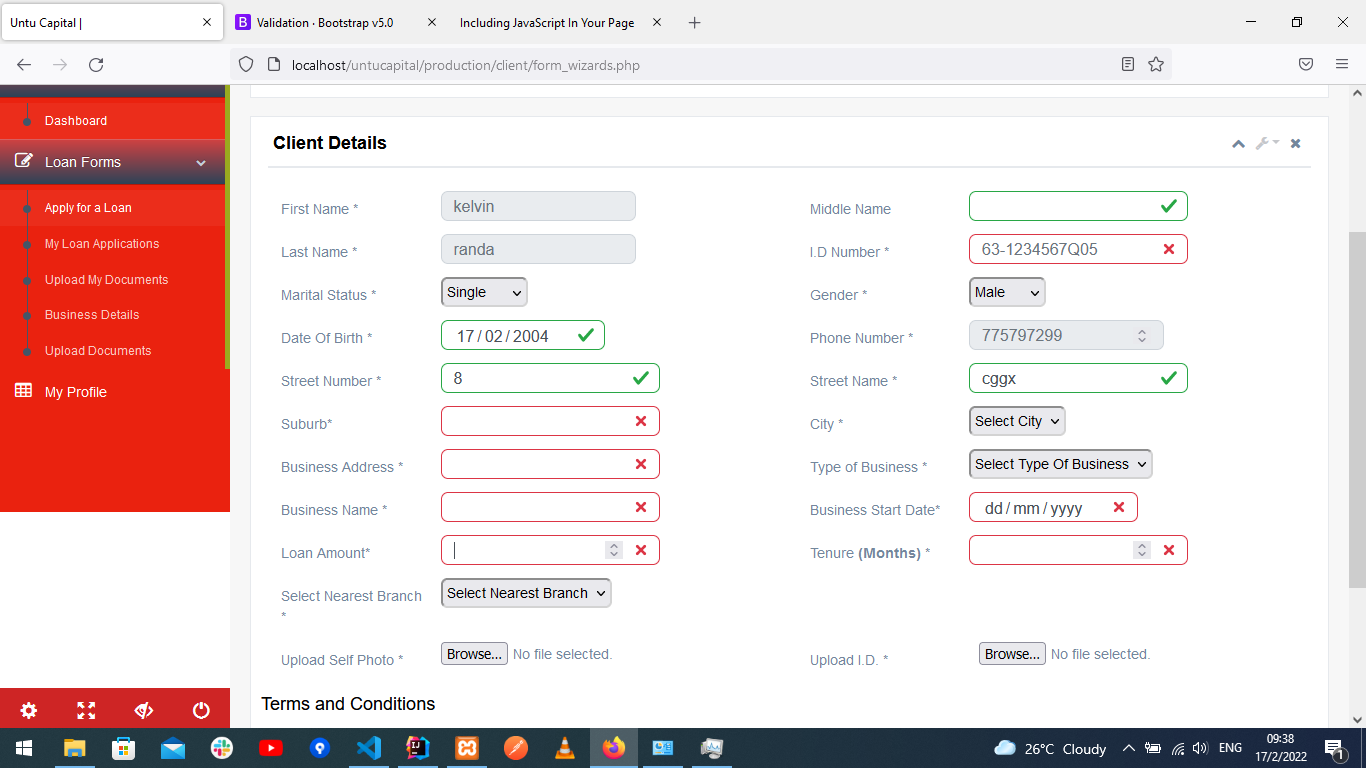 Untu Capital |
Validation · Bootstrap v5.0
Including JavaScript In Your Page
localhost/untucapital/production/client/form_wizards.php
Dashboard
Loan Forms
Apply for a Loan
My Loan Applications
Upload My Documents
Business Details
Upload Documents
My Profile
Client Details
First Name * kelvin Middle Name
Last Name * randa I.D Number * 63-1234567Q05
Marital Status * Single Gender * Male
Date Of Birth * 17/02/2004 Phone Number * 775797299
Street Number * 8 Street Name * cggx
Suburb* City * Select City
Business Address * Type of Business * Select Type Of Business
Business Name * Business Start Date* dd/mm/yyyy
Loan Amount* Tenure (Months) *
Select Nearest Branch Select Nearest Branch
*
Upload Self Photo * Browse... No file selected. Upload I.D. * Browse... No file selected.
Terms and Conditions
26°C Cloudy ENG 09:38
17/2/2022 1